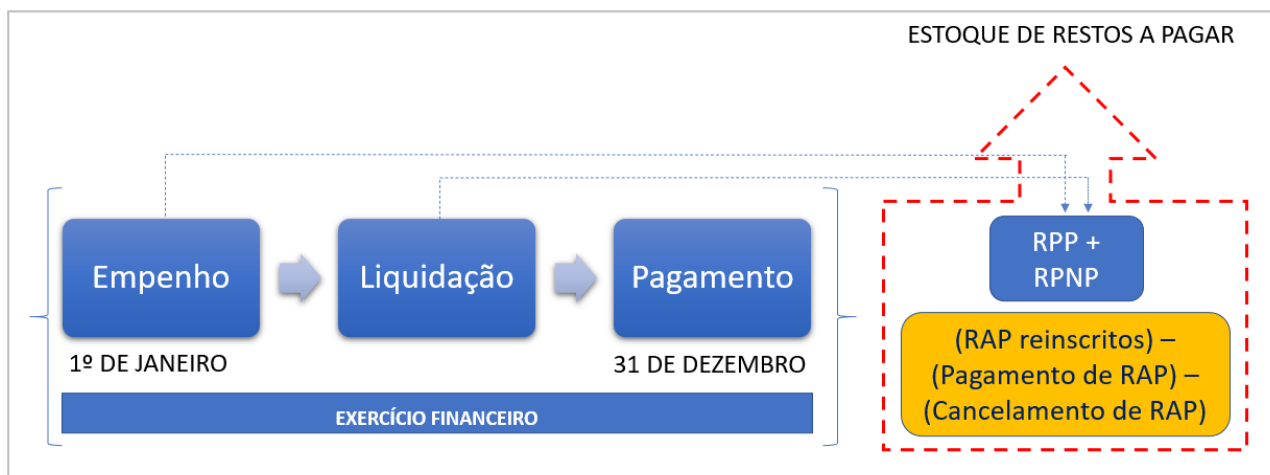 ESTOQUE DE RESTOS A PAGAR
Empenho
Liquidação
Pagamento
RPP +
RPNP
1º DE JANEIRO
31 DE DEZEMBRO
(RAP reinscritos) –
(Pagamento de RAP) –
(Cancelamento de RAP)
EXERCÍCIO FINANCEIRO